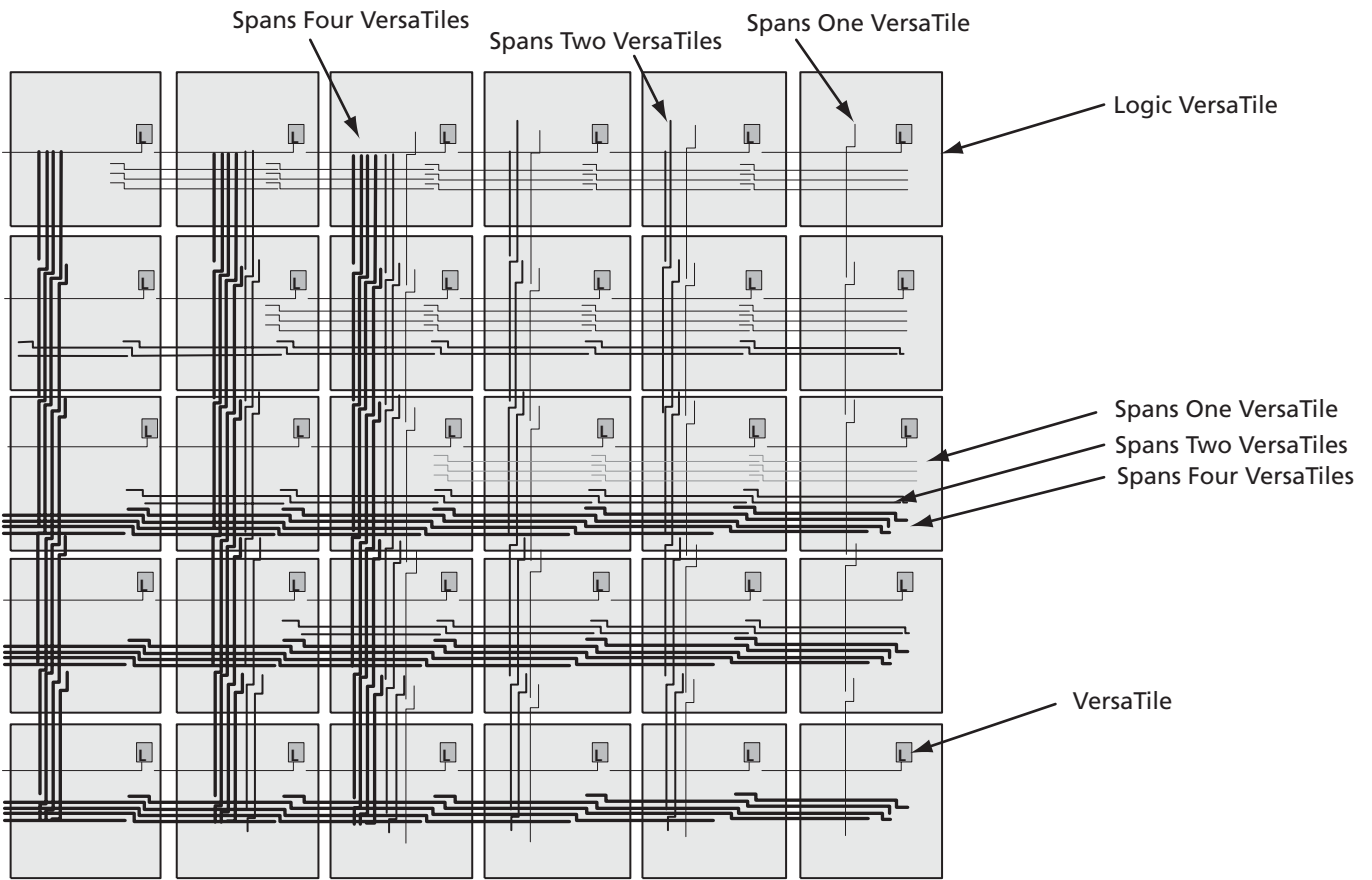 Spans Four VersaTiles
Spans Two VersaTiles
Spans One VersaTile
Logic VersaTile
L L L L L L
L L L L L L
Spans One VersaTile
L L L L L L
Spans Two VersaTiles
Spans Four VersaTiles
L L L L L L
VersaTile
L L L L L L